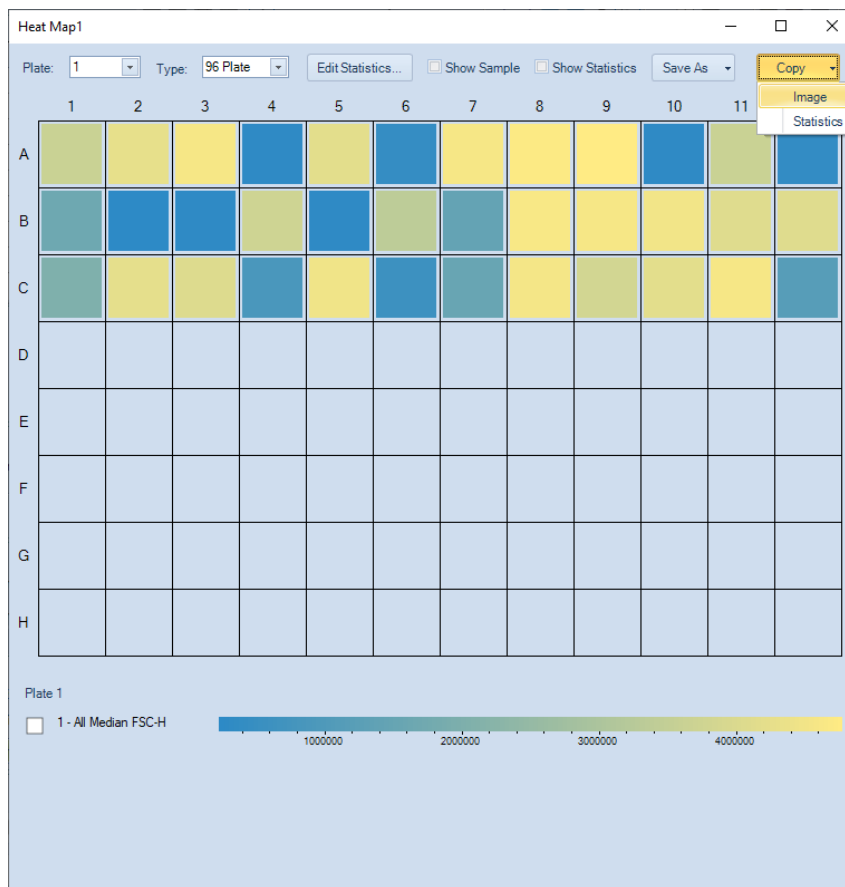 Heat Map1
Plate: 1 Type: 96 Plate Edit Statistics... Show Sample Show Statistics Save As Copy
Image
Statistics
1 2 3 4 5 6 7 8 9 10 11
A
B
C
D
E
F
G
H
Plate 1
1 - All Median FSC-H
1000000 2000000 3000000 4000000